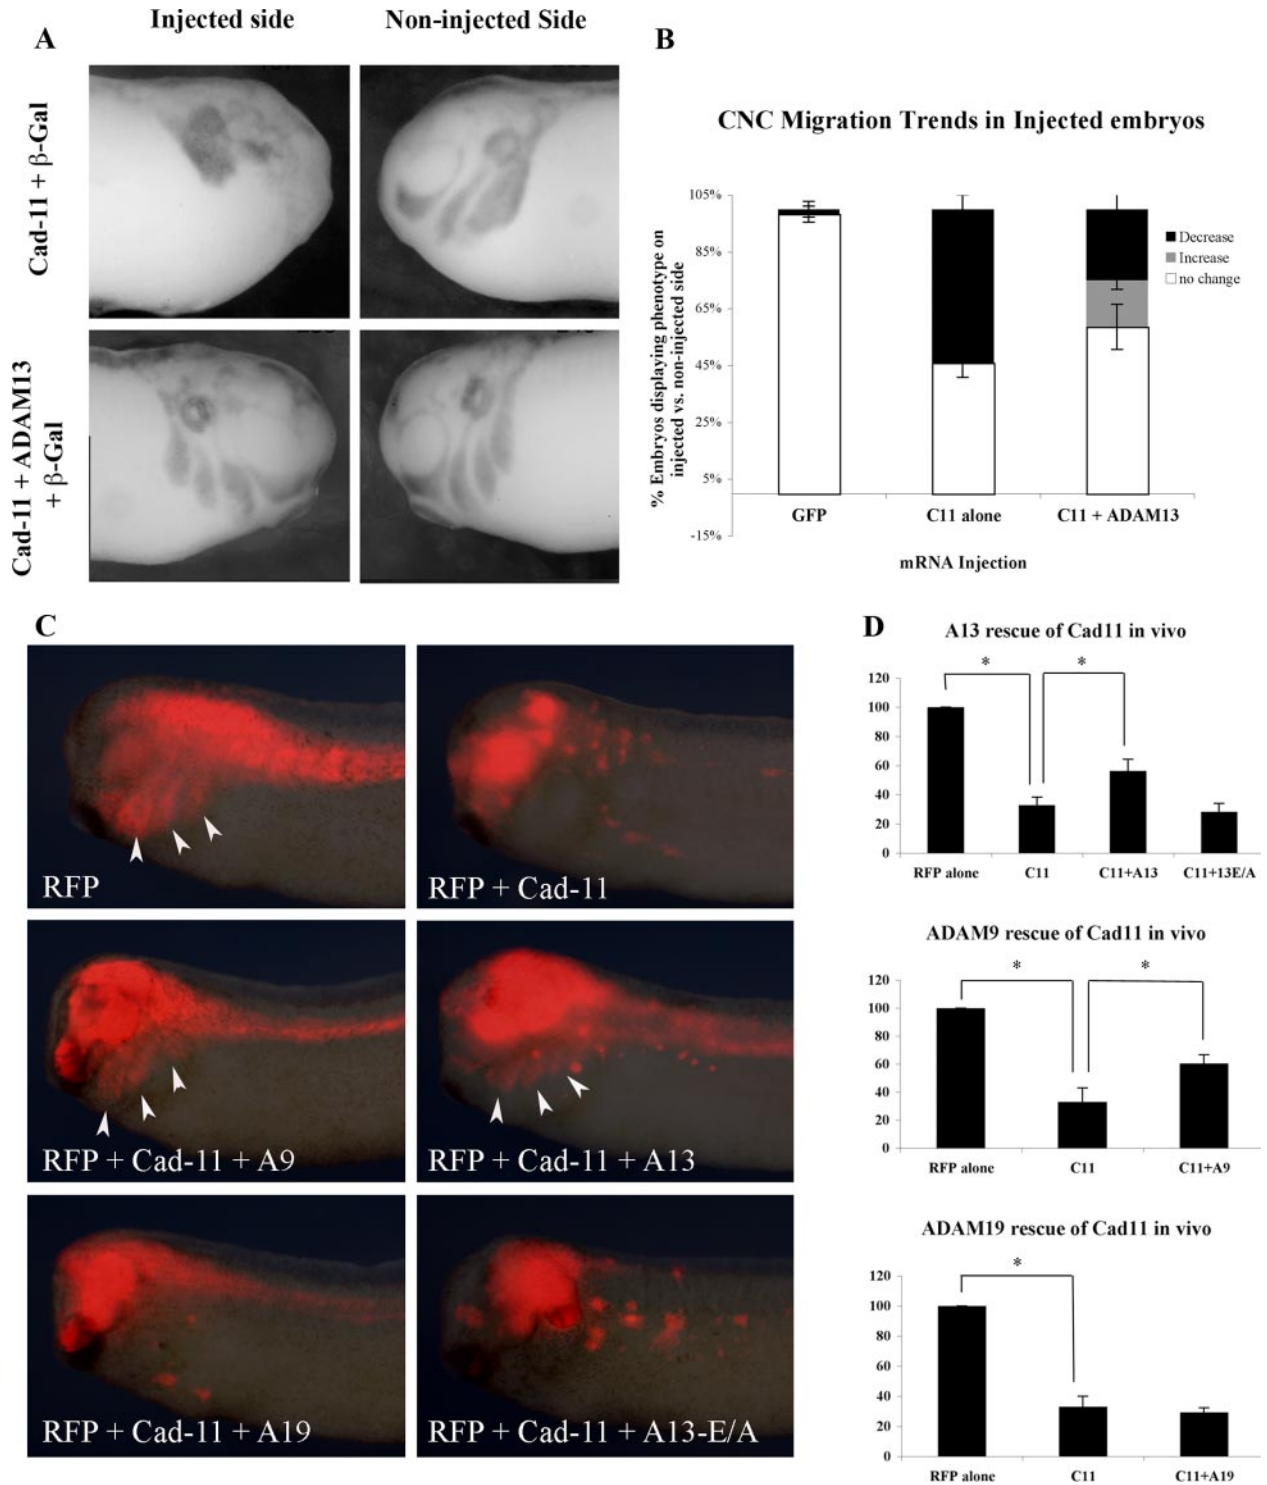 Injected side
Non-injected Side
A
Cad-11 + β-Gal
Cad-11 + ADAM13
+ β-Gal
B
CNC Migration Trends in Injected embryos
% Embroyos displaying phenotype on
injected vs. non-injected side
105%
85%
65%
45%
25%
5%
-15%
Decrease
Increase
no change
GFP
C11 alone
C11 + ADAM13
mRNA Injection
C
RFP
RFP + Cad-11
RFP + Cad-11 + A9
RFP + Cad-11 + A13
RFP + Cad-11 + A19
RFP + Cad-11 + A13-E/A
D
A13 rescue of Cad11 in vivo
120
100
80
60
40
20
0
*
*
RFP alone
C11
C11+A13
C11+13E/A
ADAM9 rescue of Cad11 in vivo
120
100
80
60
40
20
0
*
*
RFP alone
C11
C11+A9
ADAM19 rescue of Cad11 in vivo
120
100
80
60
40
20
0
*
RFP alone
C11
C11+A19